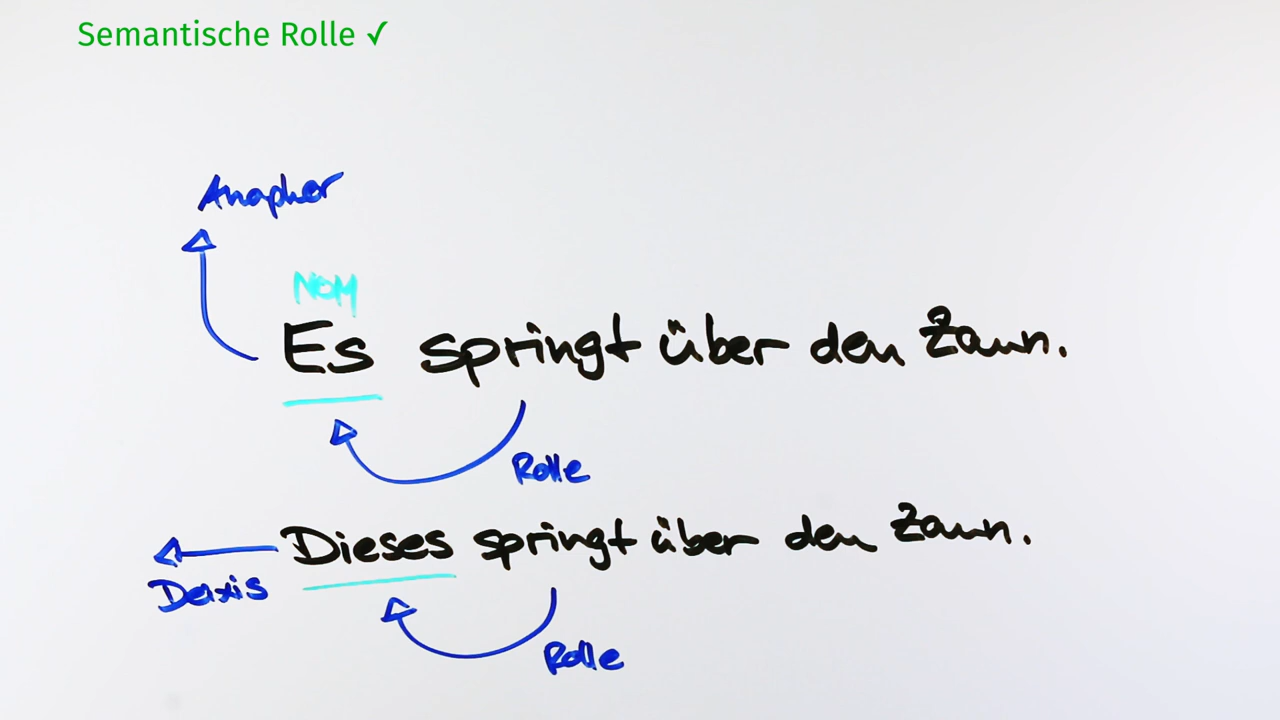 Semantische Rolle ✓
Anapher
NOM
Es springt über den Zaun.
Rolle
Dieses springt über den Zaun.
Deixis
Rolle